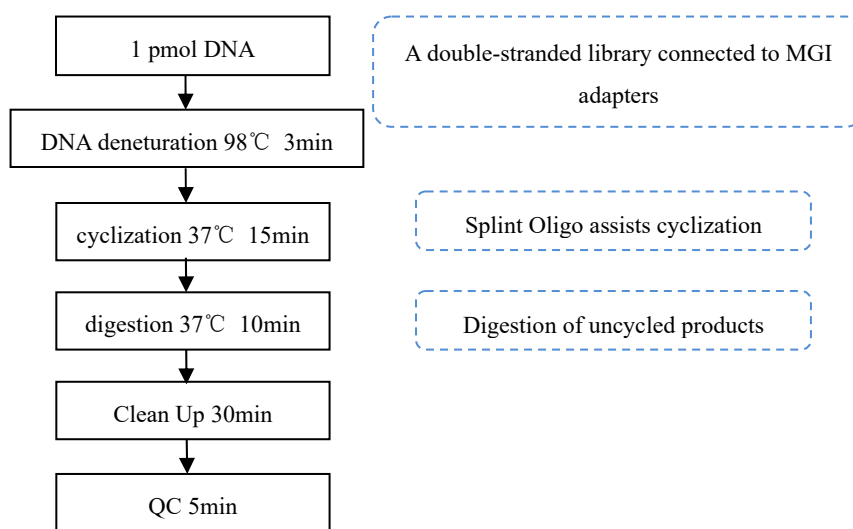 1 pmol DNA
A double-stranded library connected to MGI
adapters
DNA deneturation 98℃ 3min
cyclization 37℃ 15min
Splint Oligo assists cyclization
digestion 37℃ 10min
Digestion of uncycled products
Clean Up 30min
QC 5min